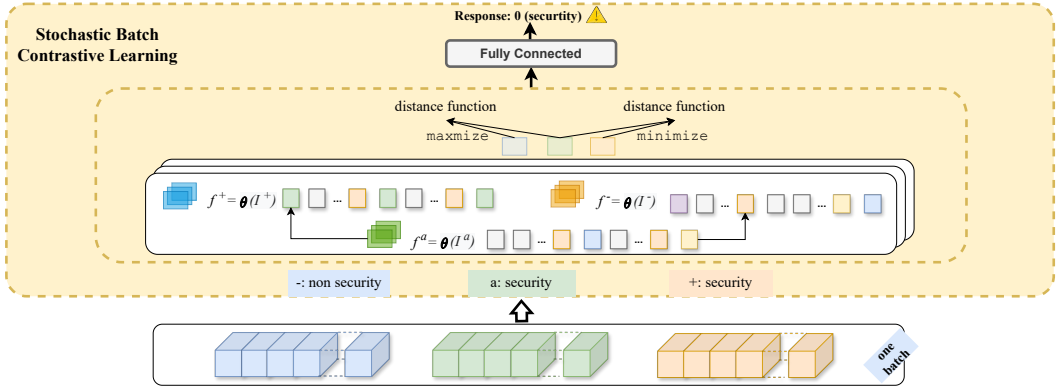 Response: 0 (securtity)
Stochastic Batch
Contrastive Learning
Fully Connected
distance function
distance function
maxmize
minimize
f⁺=θ(I⁺)
...
...
f⁻=θ(I⁻)
...
...
fᵃ=θ(Iᵃ)
...
...
-: non security
a: security
+: security
one
batch